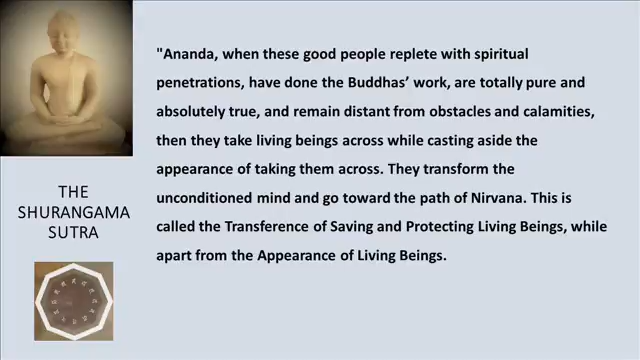 "Ananda, when these good people replete with spiritual
penetrations, have done the Buddhas' work, are totally pure and
absolutely true, and remain distant from obstacles and calamities,
then they take living beings across while casting aside the
appearance of taking them across. They transform the
unconditioned mind and go toward the path of Nirvana. This is
called the Transference of Saving and Protecting Living Beings, while
apart from the Appearance of Living Beings.
THE
SHURANGAMA
SUTRA